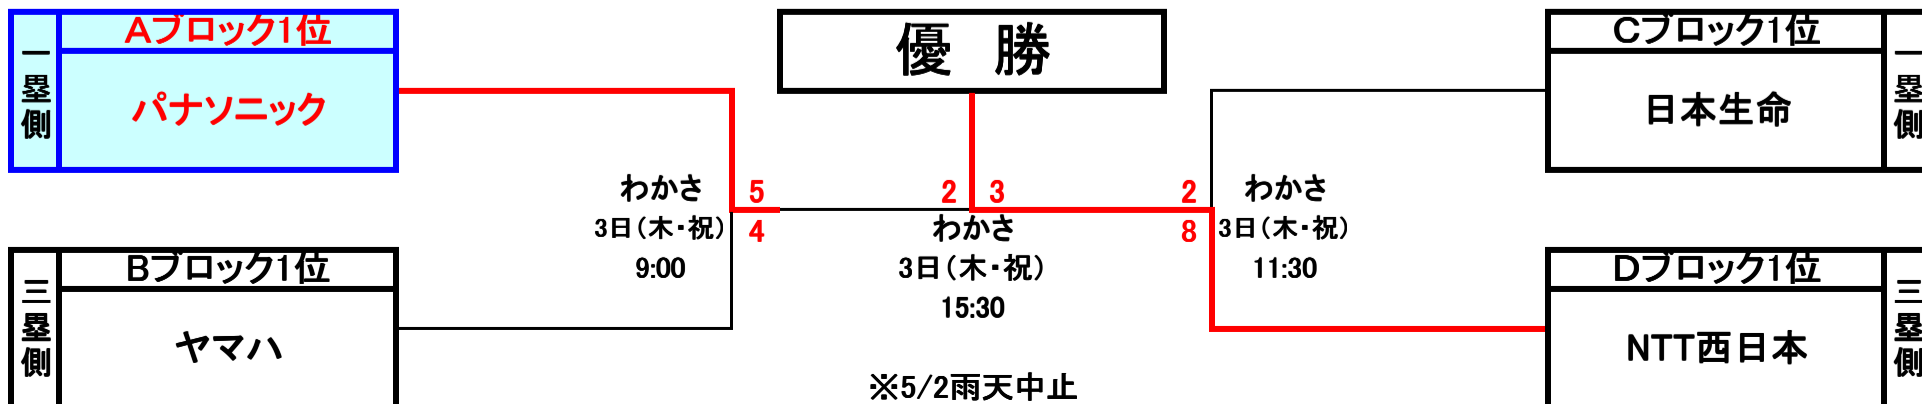 一塁側
Aブロック1位
パナソニック
優　勝
Cブロック1位
日本生命
一塁側
わかさ
3日(木・祝)
9:00
5
4
2
3
わかさ
3日(木・祝)
15:30
2
8
わかさ
3日(木・祝)
11:30
三塁側
Bブロック1位
ヤマハ
Dブロック1位
NTT西日本
三塁側
※5/2雨天中止